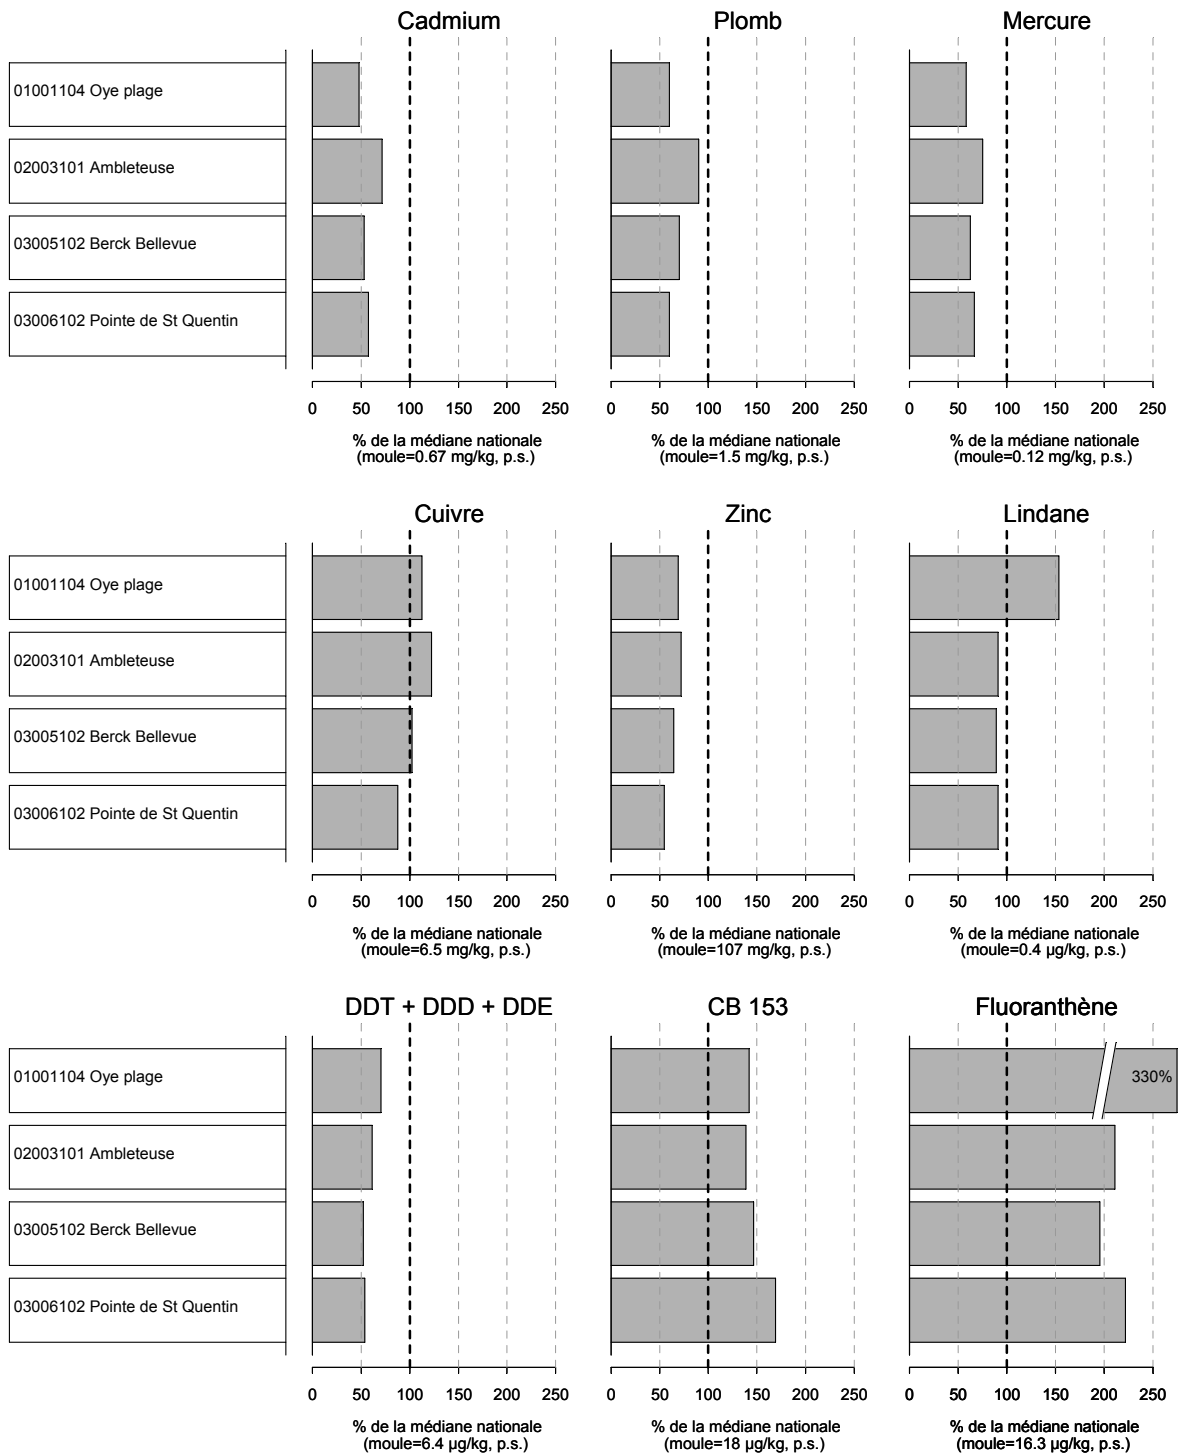 Cadmium
Plomb
Mercure
01001104 Oye plage
02003101 Ambleteuse
03005102 Berck Bellevue
03006102 Pointe de St Quentin
0 50 100 150 200 250
0 50 100 150 200 250
0 50 100 150 200 250
% de la médiane nationale
(moule=0.67 mg/kg, p.s.)
% de la médiane nationale
(moule=1.5 mg/kg, p.s.)
% de la médiane nationale
(moule=0.12 mg/kg, p.s.)
Cuivre
Zinc
Lindane
01001104 Oye plage
02003101 Ambleteuse
03005102 Berck Bellevue
03006102 Pointe de St Quentin
0 50 100 150 200 250
0 50 100 150 200 250
0 50 100 150 200 250
% de la médiane nationale
(moule=6.5 mg/kg, p.s.)
% de la médiane nationale
(moule=107 mg/kg, p.s.)
% de la médiane nationale
(moule=0.4 µg/kg, p.s.)
DDT + DDD + DDE
CB 153
Fluoranthène
01001104 Oye plage
330%
02003101 Ambleteuse
03005102 Berck Bellevue
03006102 Pointe de St Quentin
0 50 100 150 200 250
0 50 100 150 200 250
0 50 100 150 200 250
% de la médiane nationale
(moule=6.4 µg/kg, p.s.)
% de la médiane nationale
(moule=18 µg/kg, p.s.)
% de la médiane nationale
(moule=16.3 µg/kg, p.s.)